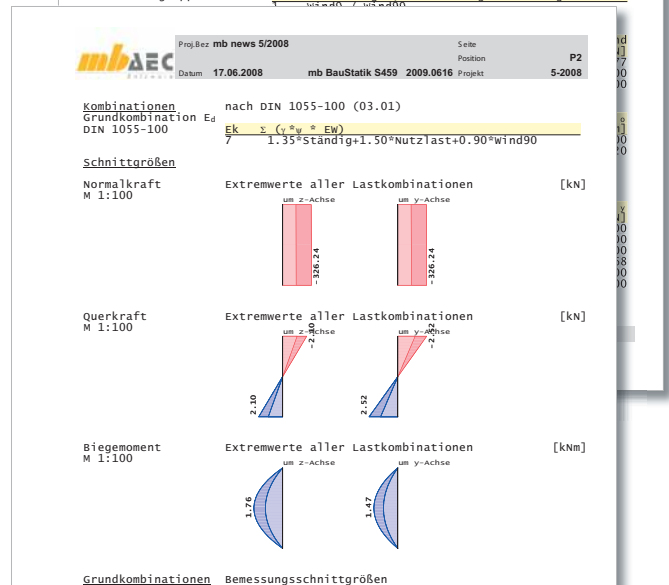 mb AEC
Software
Proj.Bez mb news 5/2008 Seite
Position P2
Datum 17.06.2008 mb BauStatik S459 2009.0616 Projekt 5-2008
Kombinationen nach DIN 1055-100 (03.01)
Grundkombination Ed
DIN 1055-100 Ek Σ (γ*ψ * EW)
7 1.35*Ständig+1.50*Nutzlast+0.90*Wind90
Schnittgrößen
Normalkraft Extremwerte aller Lastkombinationen [kN]
M 1:100
um z-Achse um y-Achse
-326.24 -326.24
Querkraft Extremwerte aller Lastkombinationen [kN]
M 1:100
um z-Achse um y-Achse
-2.10 -2.52
2.10 2.52
Biegemoment Extremwerte aller Lastkombinationen [kNm]
M 1:100
um z-Achse um y-Achse
1.76 1.47
Grundkombinationen Bemessungsschnittgrößen